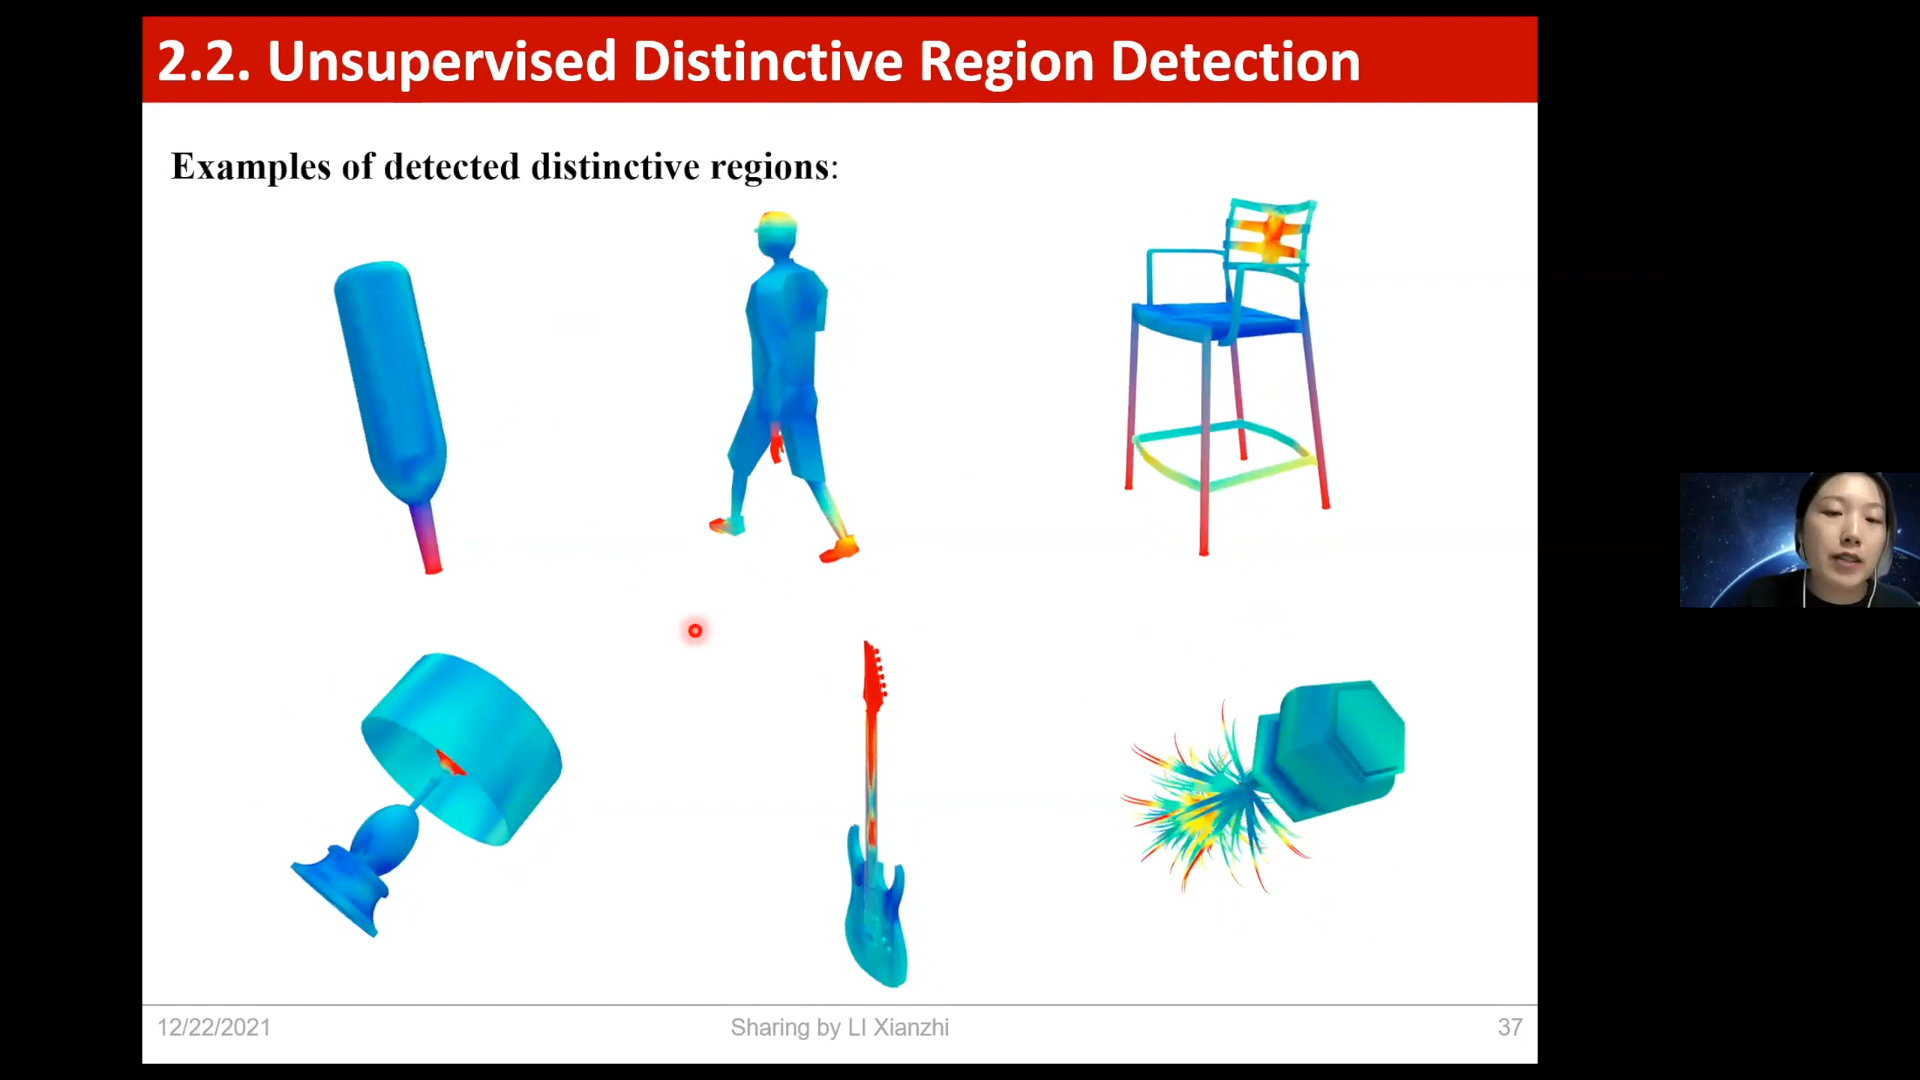 2.2. Unsupervised Distinctive Region Detection
Examples of detected distinctive regions:
12/22/2021
Sharing by LI Xianzhi
37